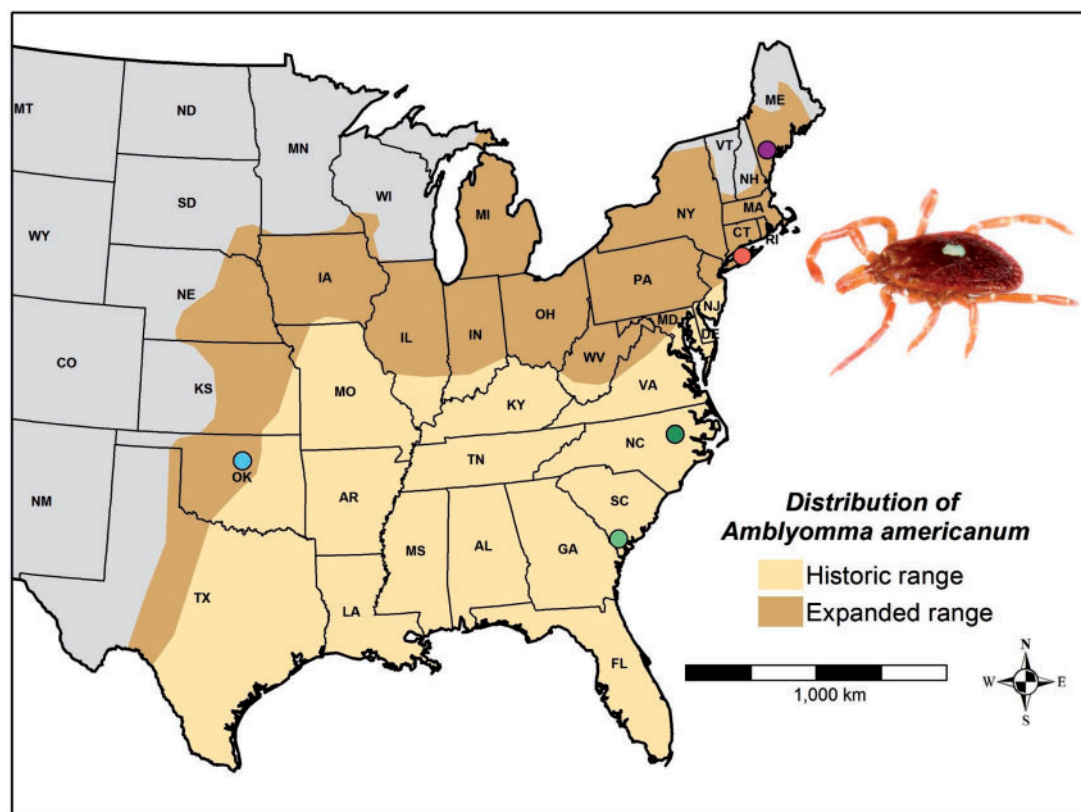 ME
MT
ND
MN
VT
NH
WI
SD
MI
NY
MA
CT
RI
WY
IA
PA
NE
OH
NJ
IL
IN
MD
DE
WV
CO
KS
MO
VA
KY
NC
TN
OK
NM
AR
SC
MS
AL
GA
TX
LA
FL
Distribution of
Amblyomma americanum
Historic range
Expanded range
1,000 km
N
W
E
S